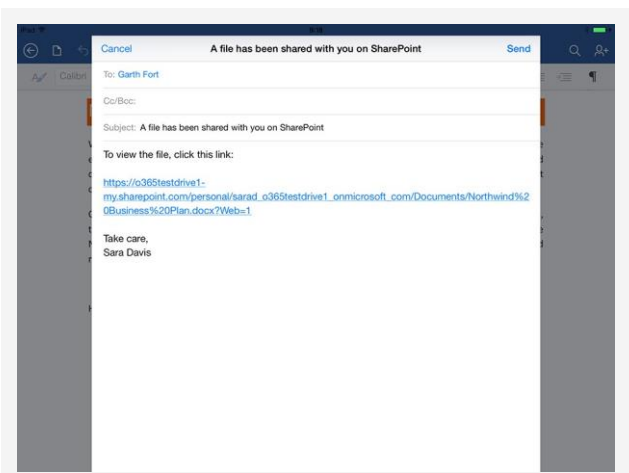 iPad
Cancel
A file has been shared with you on SharePoint
Send
Calibri
To: Garth Fort
Cc/Bcc:
Subject: A file has been shared with you on SharePoint
To view the file, click this link:
https://o365testdrive1-
my.sharepoint.com/personal/sarad_o365testdrive1_onmicrosoft_com/Documents/Northwind%2
0Business%20Plan.docx?Web=1
Take care,
Sara Davis